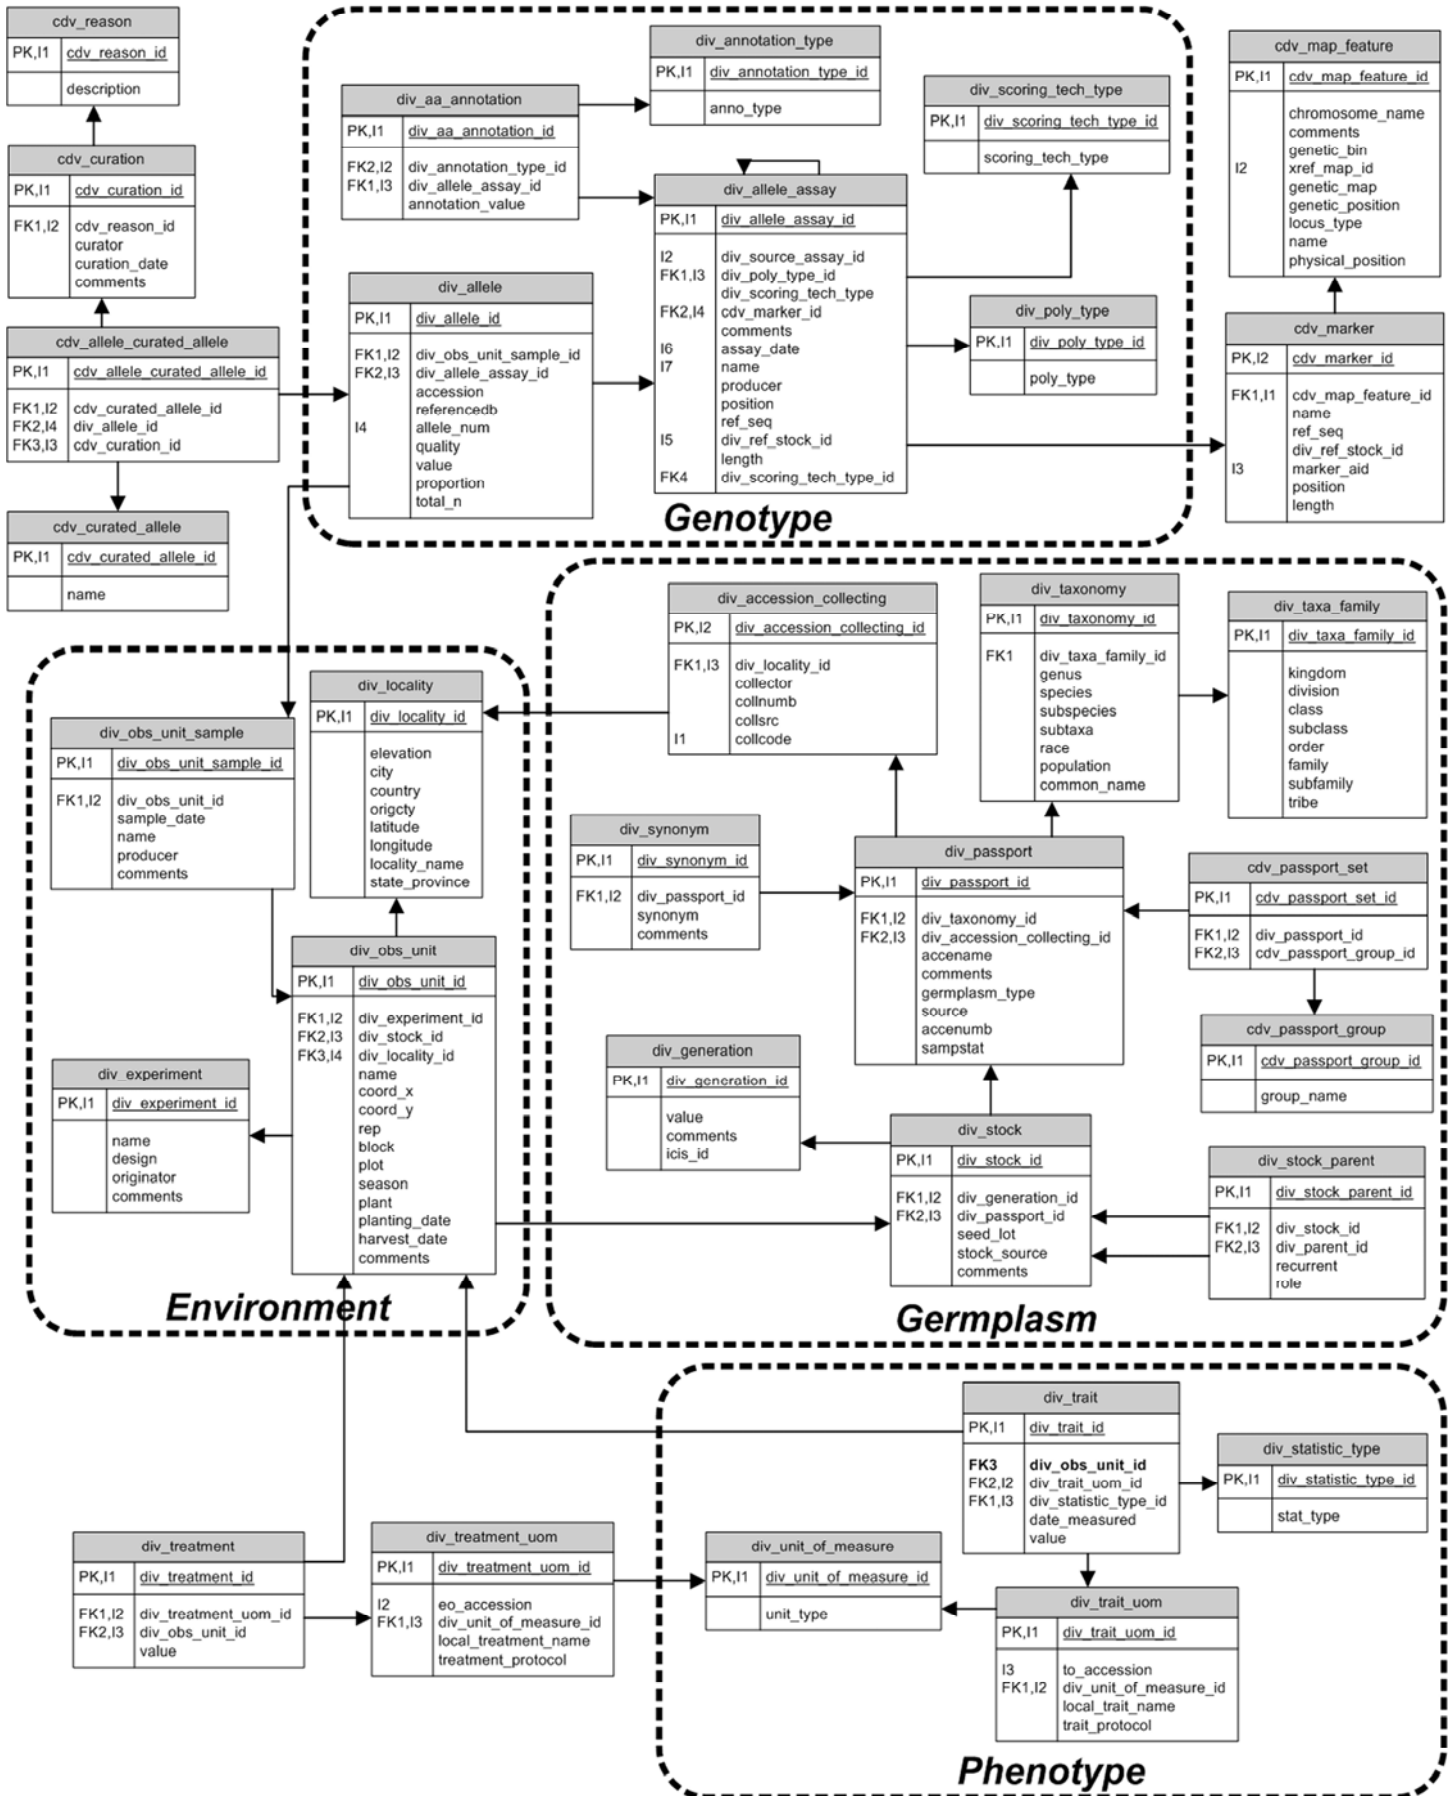 cdv_reason
PK,I1 cdv_reason_id
description
cdv_curation
PK,I1 cdv_curation_id
FK1,I2 cdv_reason_id
curator
curation_date
comments
cdv_allele_curated_allele
PK,I1 cdv_allele_curated_allele_id
FK1,I2 cdv_curated_allele_id
FK2,I4 div_allele_id
FK3,I3 cdv_curation_id
cdv_curated_allele
PK,I1 cdv_curated_allele_id
name
div_annotation_type
PK,I1 div_annotation_type_id
anno_type
div_aa_annotation
PK,I1 div_aa_annotation_id
FK2,I2 div_annotation_type_id
FK1,I3 div_allele_assay_id
annotation_value
div_scoring_tech_type
PK,I1 div_scoring_tech_type_id
scoring_tech_type
div_allele_assay
PK,I1 div_allele_assay_id
I2 div_source_assay_id
FK1,I3 div_poly_type_id
div_scoring_tech_type
FK2,I4 cdv_marker_id
comments
I6 assay_date
I7 name
producer
position
ref_seq
I5 div_ref_stock_id
length
FK4 div_scoring_tech_type_id
div_allele
PK,I1 div_allele_id
FK1,I2 div_obs_unit_sample_id
FK2,I3 div_allele_assay_id
accession
referencedb
I4 allele_num
quality
value
proportion
total_n
div_poly_type
PK,I1 div_poly_type_id
poly_type
Genotype
cdv_map_feature
PK,I1 cdv_map_feature_id
chromosome_name
comments
genetic_bin
I2 xref_map_id
genetic_map
genetic_position
locus_type
name
physical_position
cdv_marker
PK,I2 cdv_marker_id
FK1,I1 cdv_map_feature_id
name
ref_seq
div_ref_stock_id
I3 marker_aid
position
length
div_locality
PK,I1 div_locality_id
elevation
city
country
origcty
latitude
longitude
locality_name
state_province
div_obs_unit_sample
PK,I1 div_obs_unit_sample_id
FK1,I2 div_obs_unit_id
sample_date
name
producer
comments
div_obs_unit
PK,I1 div_obs_unit_id
FK1,I2 div_experiment_id
FK2,I3 div_stock_id
FK3,I4 div_locality_id
name
coord_x
coord_y
rep
block
plot
season
plant
planting_date
harvest_date
comments
div_experiment
PK,I1 div_experiment_id
name
design
originator
comments
Environment
div_accession_collecting
PK,I2 div_accession_collecting_id
FK1,I3 div_locality_id
collector
collnumb
collsrc
I1 collcode
div_taxonomy
PK,I1 div_taxonomy_id
FK1 div_taxa_family_id
genus
species
subspecies
subtaxa
race
population
common_name
div_taxa_family
PK,I1 div_taxa_family_id
kingdom
division
class
subclass
order
family
subfamily
tribe
div_synonym
PK,I1 div_synonym_id
FK1,I2 div_passport_id
synonym
comments
div_passport
PK,I1 div_passport_id
FK1,I2 div_taxonomy_id
FK2,I3 div_accession_collecting_id
accename
comments
germplasm_type
source
accenumb
sampstat
cdv_passport_set
PK,I1 cdv_passport_set_id
FK1,I2 div_passport_id
FK2,I3 cdv_passport_group_id
cdv_passport_group
PK,I1 cdv_passport_group_id
group_name
div_generation
PK,I1 div_generation_id
value
comments
icis_id
div_stock
PK,I1 div_stock_id
FK1,I2 div_generation_id
FK2,I3 div_passport_id
seed_lot
stock_source
comments
div_stock_parent
PK,I1 div_stock_parent_id
FK1,I2 div_stock_id
FK2,I3 div_parent_id
recurrent
role
Germplasm
div_trait
PK,I1 div_trait_id
FK3 div_obs_unit_id
FK2,I2 div_trait_uom_id
FK1,I3 div_statistic_type_id
date_measured
value
div_statistic_type
PK,I1 div_statistic_type_id
stat_type
div_treatment
PK,I1 div_treatment_id
FK1,I2 div_treatment_uom_id
FK2,I3 div_obs_unit_id
value
div_treatment_uom
PK,I1 div_treatment_uom_id
I2 eo_accession
FK1,I3 div_unit_of_measure_id
local_treatment_name
treatment_protocol
div_unit_of_measure
PK,I1 div_unit_of_measure_id
unit_type
div_trait_uom
PK,I1 div_trait_uom_id
I3 to_accession
FK1,I2 div_unit_of_measure_id
local_trait_name
trait_protocol
Phenotype